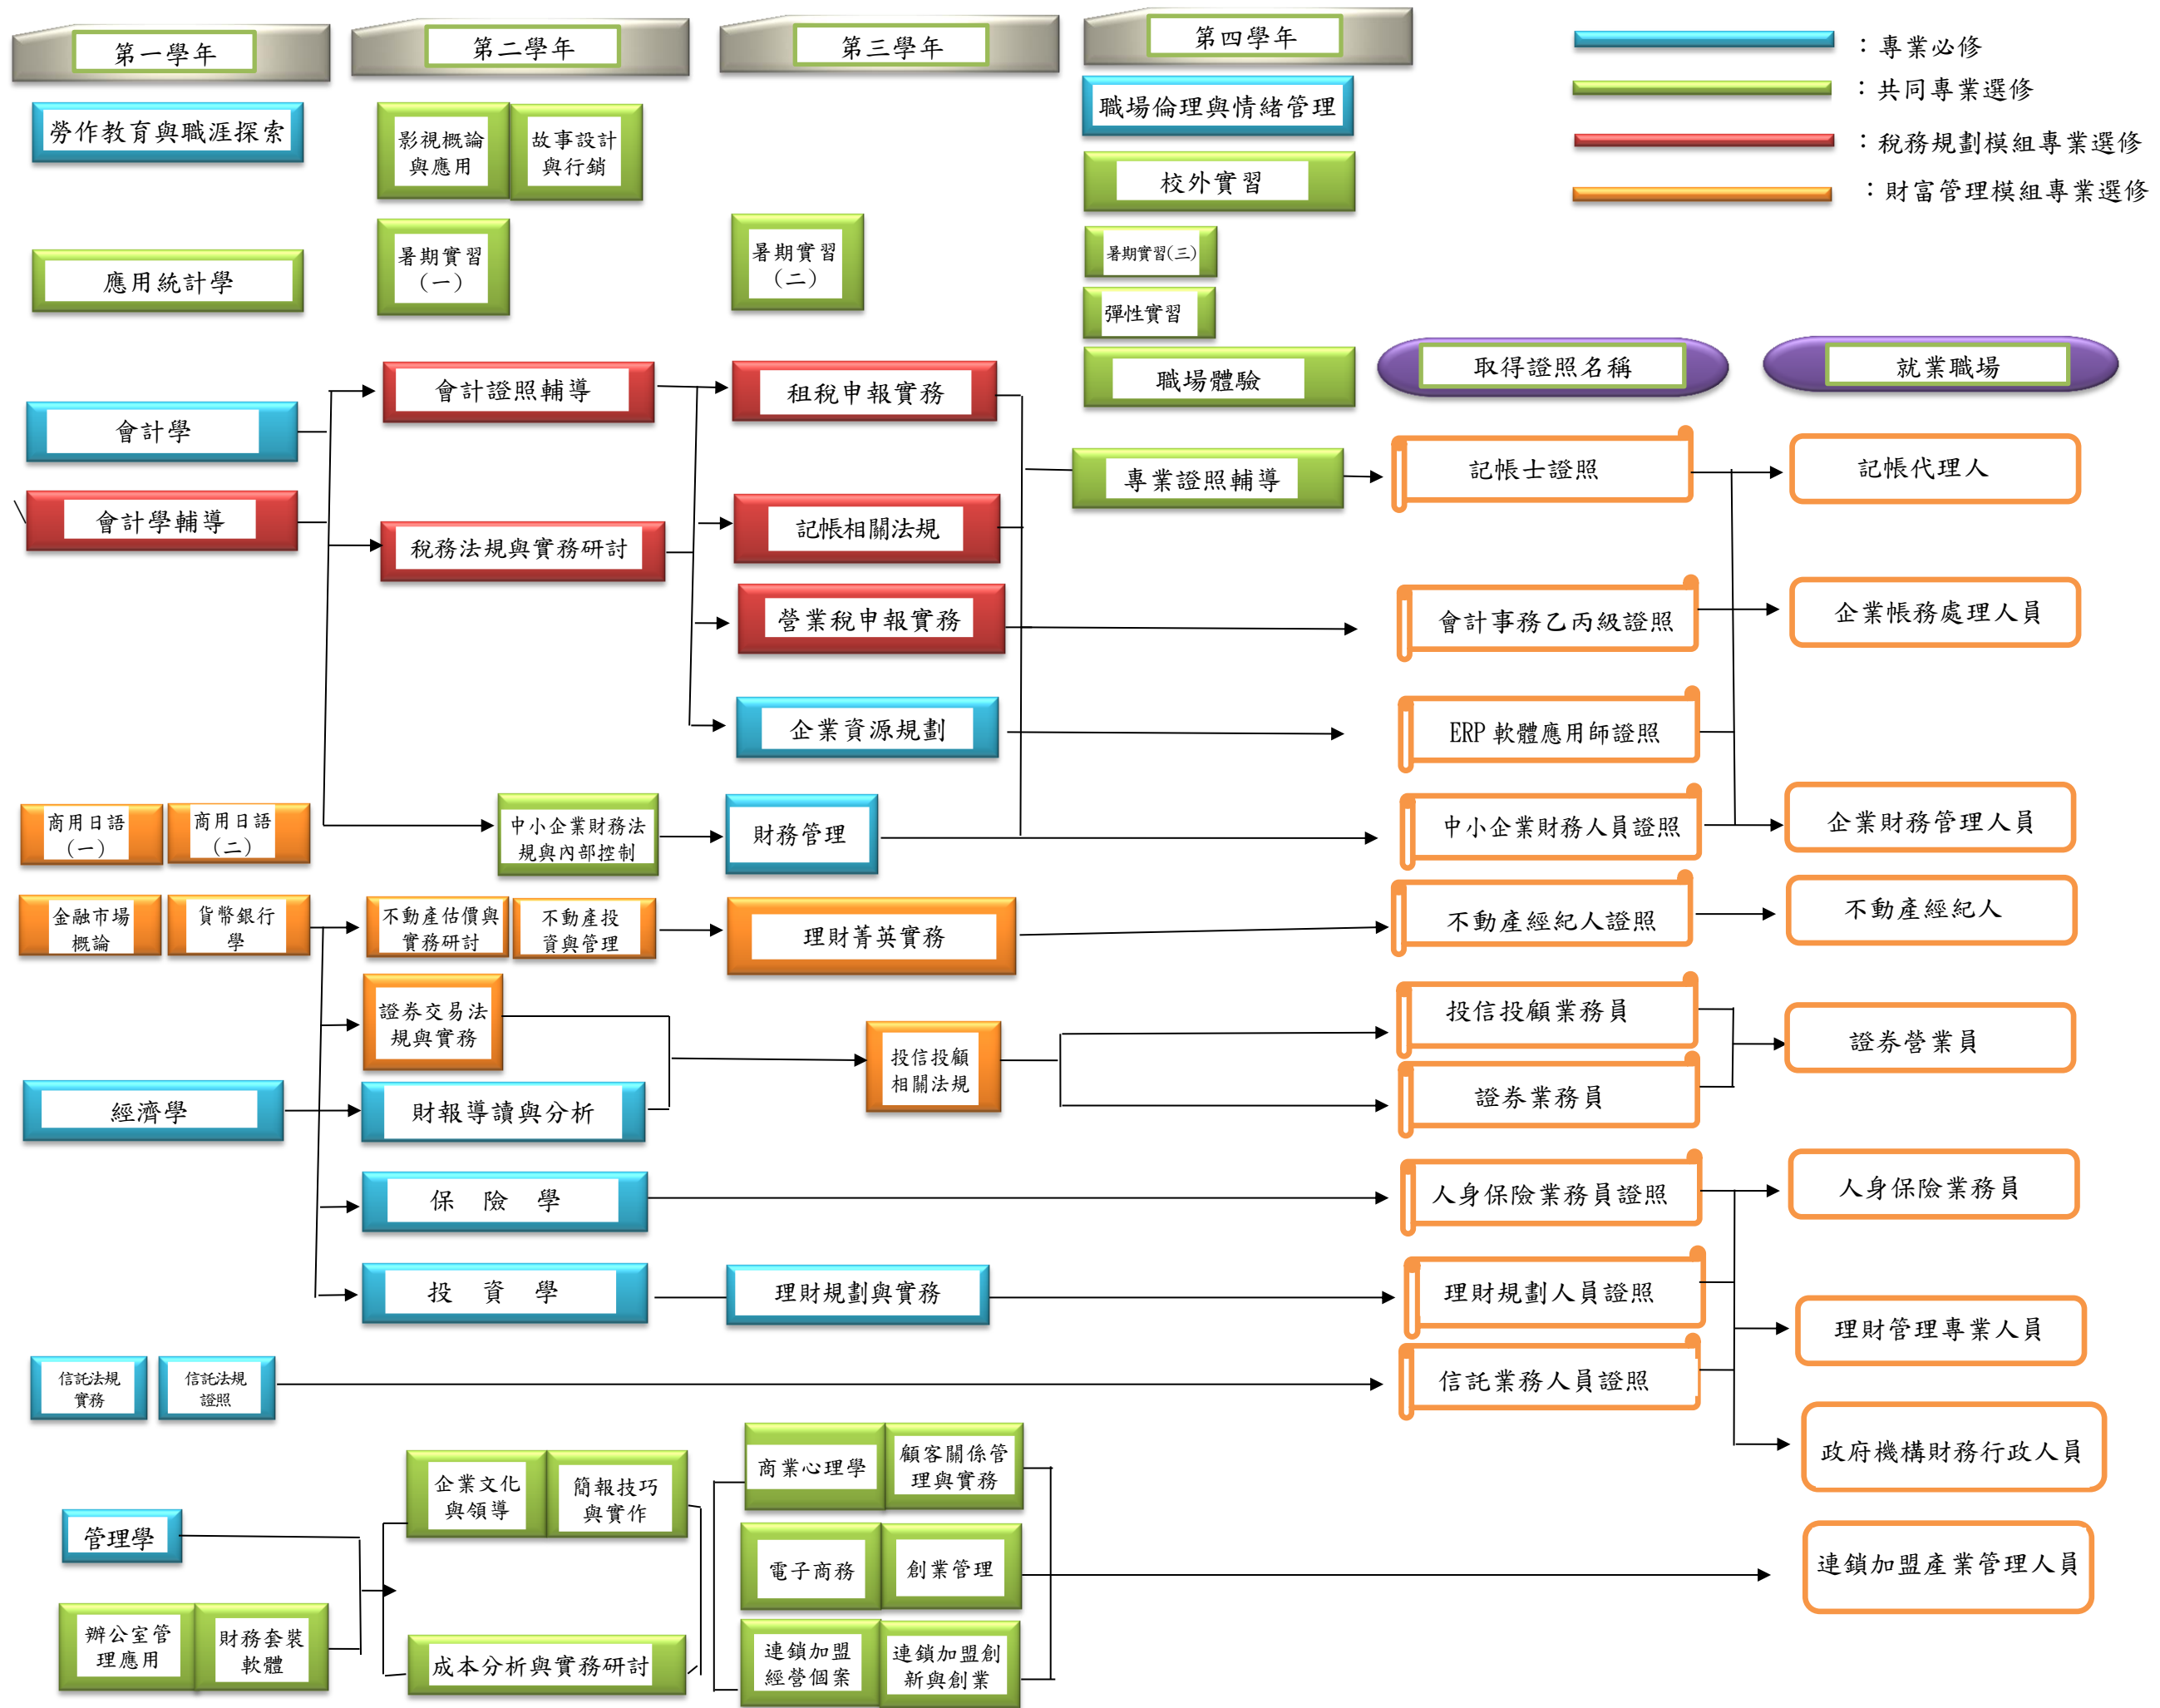 第一學年
第二學年
第三學年
第四學年
：專業必修
：共同專業選修
：稅務規劃模組專業選修
：財富管理模組專業選修
勞作教育與職涯探索
影視概論
與應用
故事設計
與行銷
職場倫理與情緒管理
校外實習
應用統計學
暑期實習
(一)
暑期實習
(二)
暑期實習(三)
彈性實習
職場體驗
取得證照名稱
就業職場
會計學
會計證照輔導
租稅申報實務
專業證照輔導
記帳士證照
記帳代理人
會計學輔導
稅務法規與實務研討
記帳相關法規
營業稅申報實務
會計事務乙丙級證照
企業帳務處理人員
企業資源規劃
ERP 軟體應用師證照
商用日語
(一)
商用日語
(二)
中小企業財務法
規與內部控制
財務管理
中小企業財務人員證照
企業財務管理人員
金融市場
概論
貨幣銀行
學
不動產估價與
實務研討
不動產投
資與管理
理財菁英實務
不動產經紀人證照
不動產經紀人
證券交易法
規與實務
投信投顧
相關法規
投信投顧業務員
證券營業員
經濟學
財報導讀與分析
證券業務員
保 險 學
人身保險業務員證照
人身保險業務員
投 資 學
理財規劃與實務
理財規劃人員證照
理財管理專業人員
信託法規
實務
信託法規
證照
信託業務人員證照
政府機構財務行政人員
管理學
企業文化
與領導
簡報技巧
與實作
商業心理學
顧客關係管
理與實務
電子商務
創業管理
連鎖加盟產業管理人員
辦公室管
理應用
財務套裝
軟體
成本分析與實務研討
連鎖加盟
經營個案
連鎖加盟創
新與創業